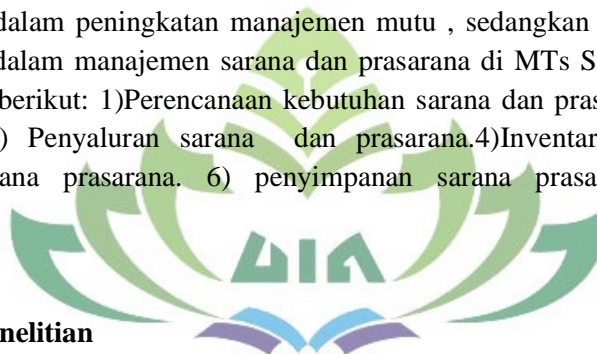 dalam peningkatan manajemen mutu , sedangkan
dalam manajemen sarana dan prasarana di MTs S
berikut: 1)Perencanaan kebutuhan sarana dan pras
) Penyaluran sarana dan prasarana.4)Inventar
ana prasarana. 6) penyimpanan sarana prasa
UIN
nelitian